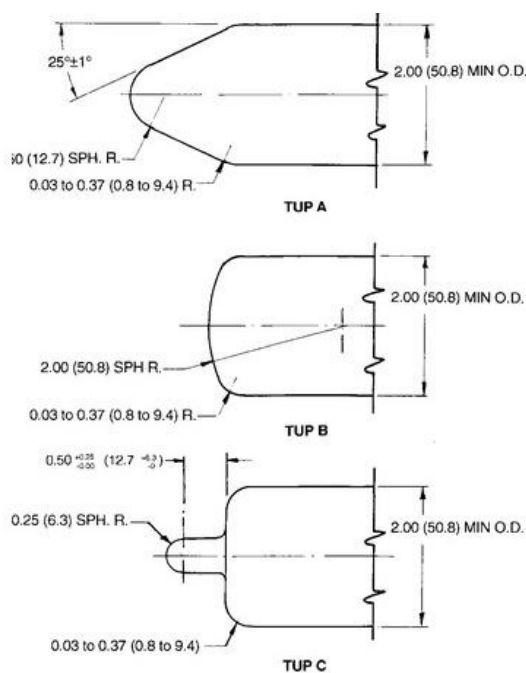 25°±1°
2.00 (50.8) MIN O.D.
50 (12.7) SPH. R.
0.03 to 0.37 (0.8 to 9.4) R.
TUP A
2.00 (50.8) MIN O.D.
2.00 (50.8) SPH R.
0.03 to 0.37 (0.8 to 9.4) R.
TUP B
0.50 +0.25 -0.00 (12.7 +6.3 -0)
0.25 (6.3) SPH. R.
2.00 (50.8) MIN O.D.
0.03 to 0.37 (0.8 to 9.4)
TUP C